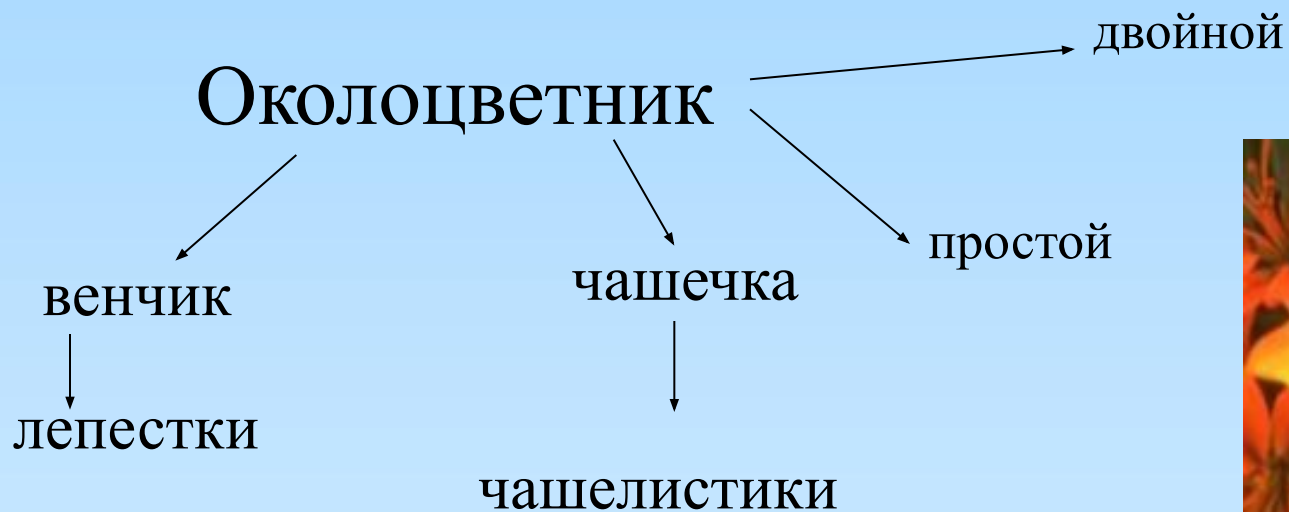 двойной
Околоцветник
простой
чашечка
венчик
лепестки
чашелистики